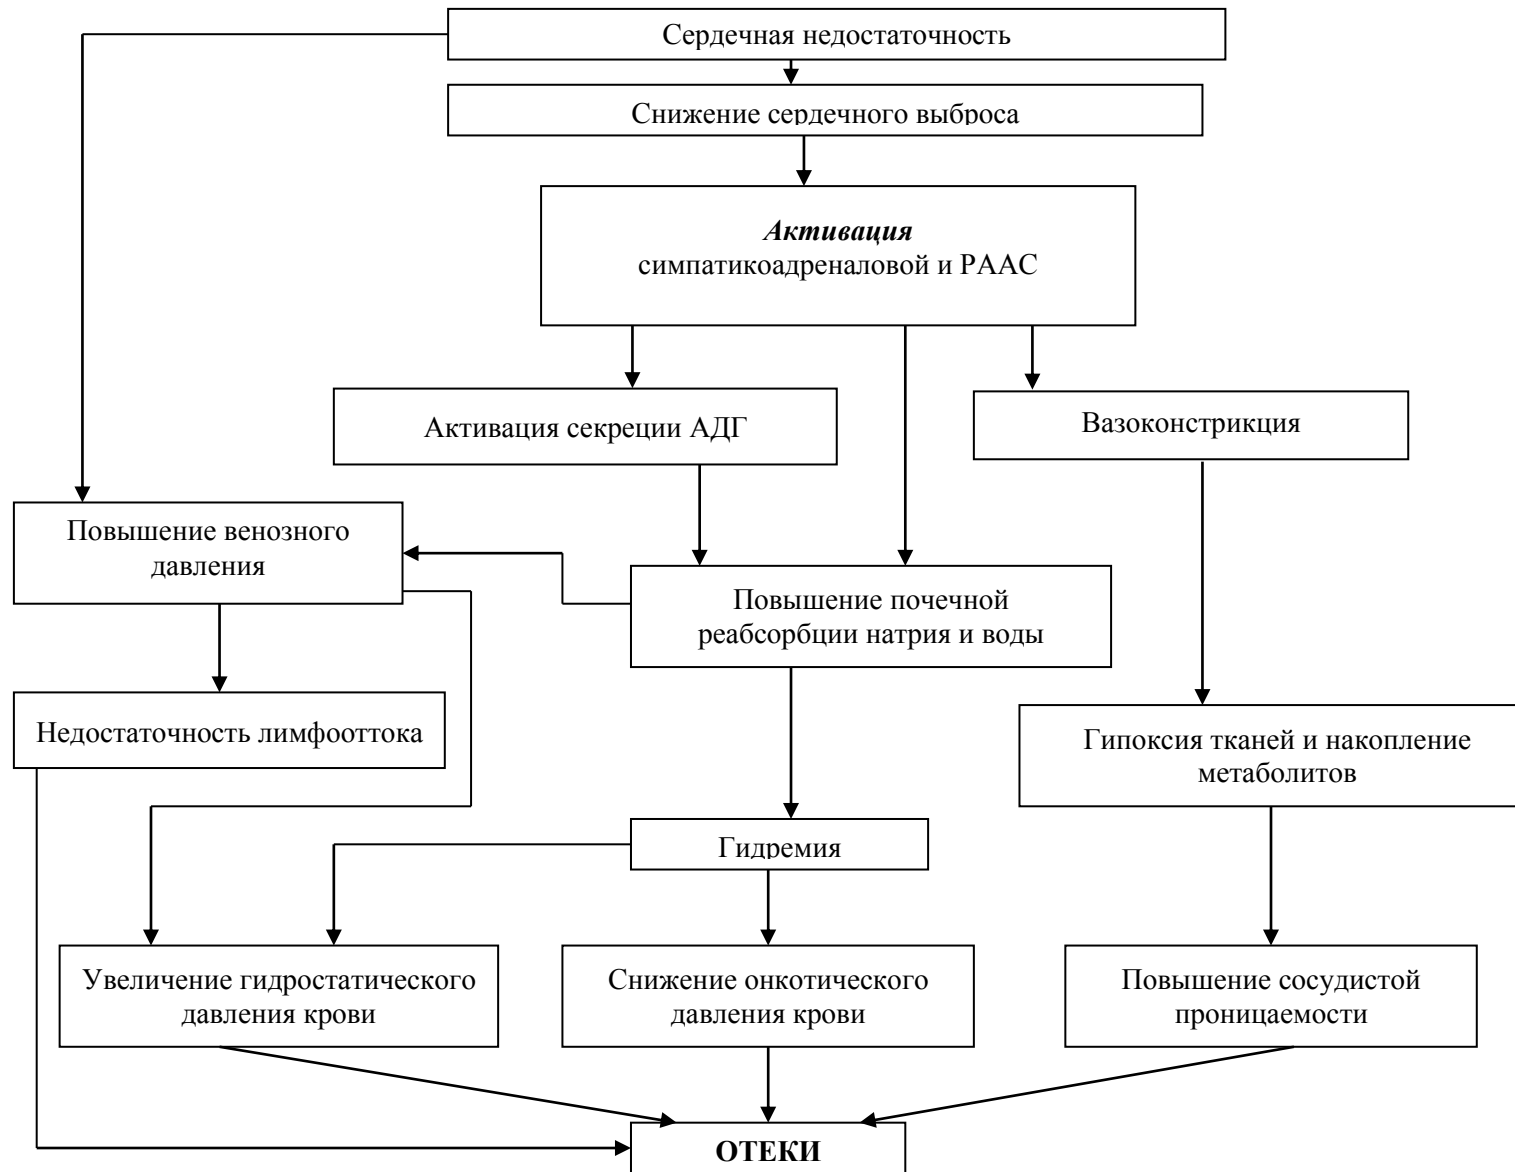 Сердечная недостаточность
Снижение сердечного выброса
Активация
симпатикоадреналовой и РААС
Активация секреции АДГ
Вазоконстрикция
Повышение венозного
давления
Повышение почечной
реабсорбции натрия и воды
Недостаточность лимфооттока
Гипоксия тканей и накопление
метаболитов
Гидремия
Увеличение гидростатического
давления крови
Снижение онкотического
давления крови
Повышение сосудистой
проницаемости
ОТЕКИ